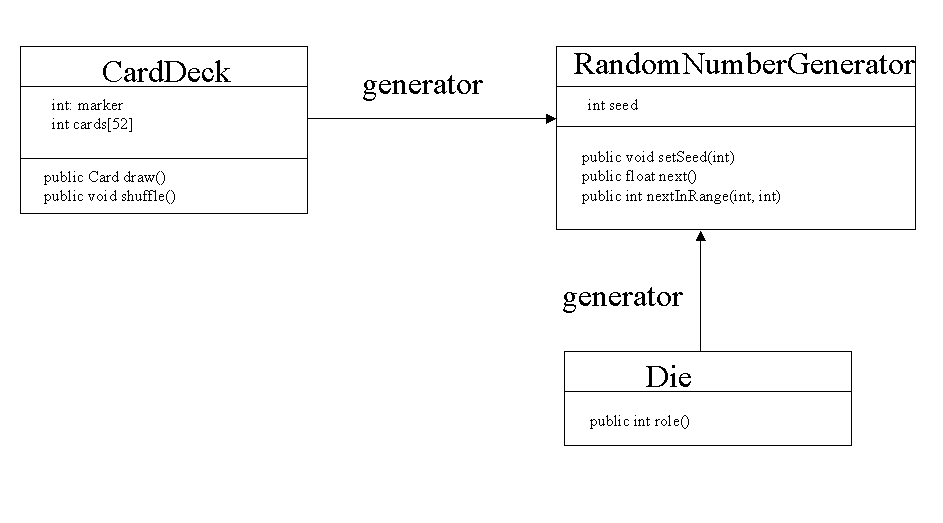 CardDeck
int: marker
int cards[52]
public Card draw()
public void shuffle()
generator
RandomNumberGenerator
int seed
public void setSeed(int)
public float next()
public int nextInRange(int, int)
generator
Die
public int role()